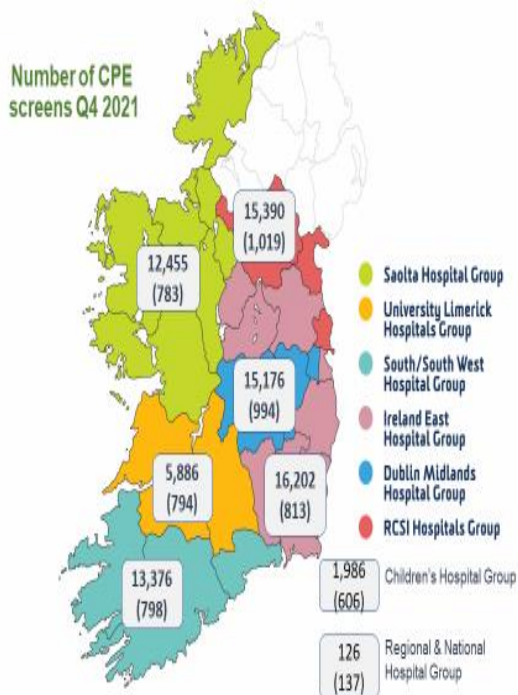 Number of CPE
screens Q4 2021
15,390
(1,019)
12,455
(783)
15,176
(994)
5,886
(794)
16,202
(813)
13,376
(798)
Saolta Hospital Group
University Limerick
Hospitals Group
South/South West
Hospital Group
Ireland East
Hospital Group
Dublin Midlands
Hospital Group
RCSI Hospitals Group
1,986
(606)
Children's Hospital Group
126
(137)
Regional & National
Hospital Group